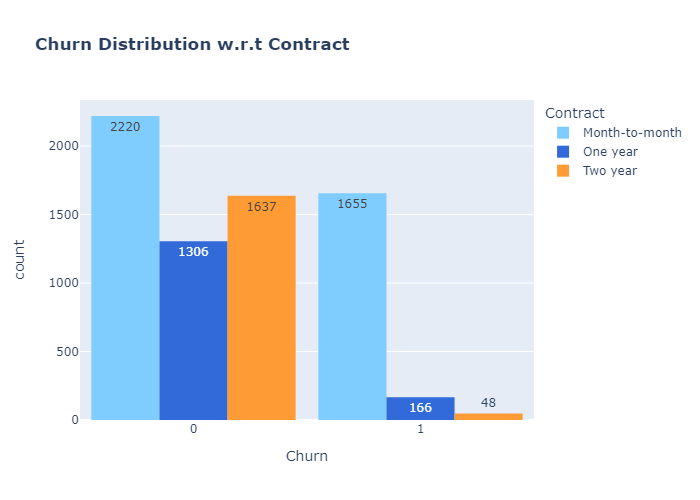 Churn Distribution w.r.t Contract
Contract
Month-to-month
One year
Two year
count
2000
1500
1000
500
0
2220
1306
1637
1655
166
48
0
1
Churn